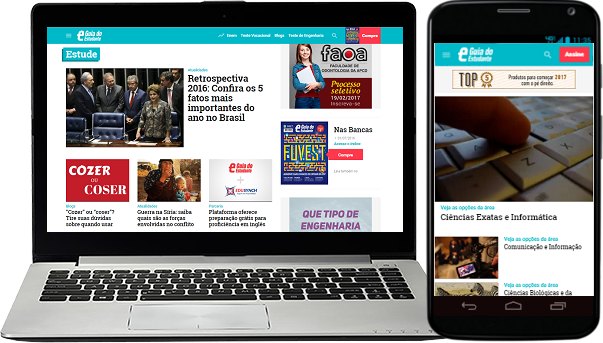 Guia do
Estudante
Enem Teste Vocacional Blogs Teste de Engenharia
Compre
Estude
Atualidades
Retrospectiva
2016: Confira os 5
fatos mais
importantes do
ano no Brasil
faoa
FACULDADE DE
ODONTOLOGIA DA APCD
Processo
seletivo
19/02/2017
Inscreva-se
Nas Bancas
Acesse o índice
Compre
Leia também
FUVEST
COZER
OU
COSER
Blogs
"Cozer" ou "coser"?
Tire suas dúvidas
sobre quando usar
Atualidades
Guerra na Síria: saiba
quais são as forças
envolvidas no conflito
Guia do
Estudante
+
EDUSYNCH
Parceria
Plataforma oferece
preparação grátis para
proficiência em inglês
QUE TIPO DE
ENGENHARIA
11:35
Guia do
Estudante
Assine
TOP 5
Produtos para começar 2017
com o pé direito.
Veja as opções da área
Ciências Exatas e Informática
Veja as opções da área
Comunicação e Informação
Veja as opções da área
Ciências Biológicas e da